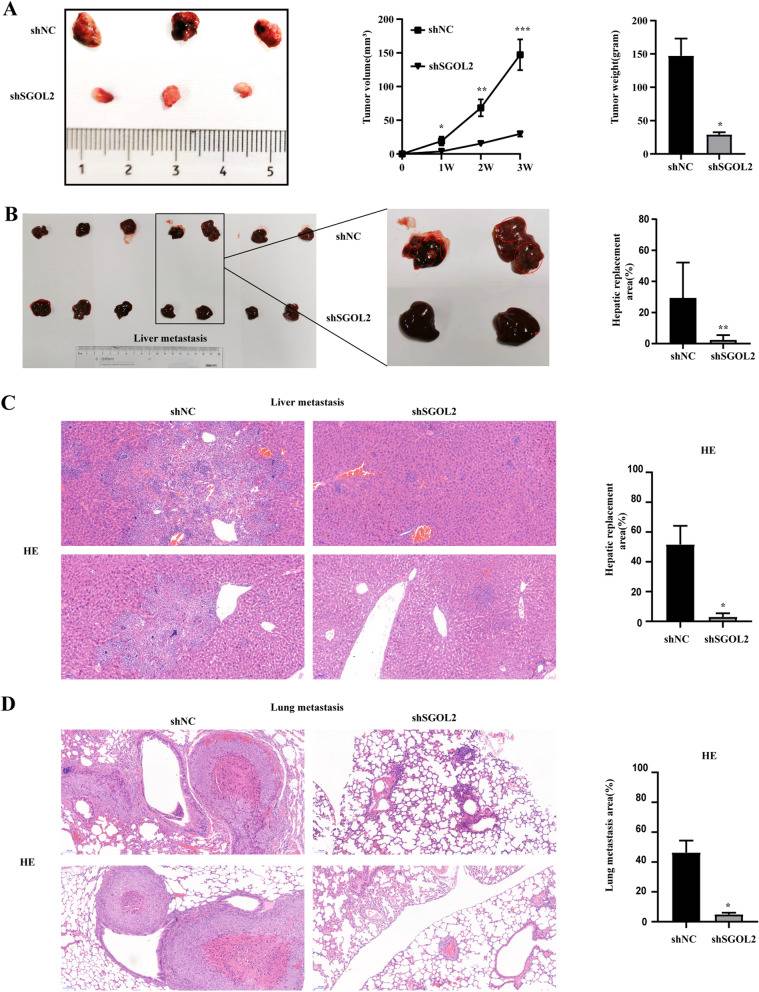 A
shNC
shSGOL2
1 2 3 4 5
Tumor volume(mm³)
200
150
100
50
0
0 1W 2W 3W
shNC
shSGOL2
*
**
***
Tumor weight(gram)
200
150
100
50
0
*
shNC shSGOL2
B
shNC
shSGOL2
Liver metastasis
Hepatic replacement
area(%)
80
60
40
20
0
**
shNC shSGOL2
C
Liver metastasis
shNC shSGOL2
HE
HE
Hepatic replacement
area(%)
100
80
60
40
20
0
*
shNC shSGOL2
D
Lung metastasis
shNC shSGOL2
HE
HE
Lung metastasis area(%)
100
80
60
40
20
0
*
shNC shSGOL2